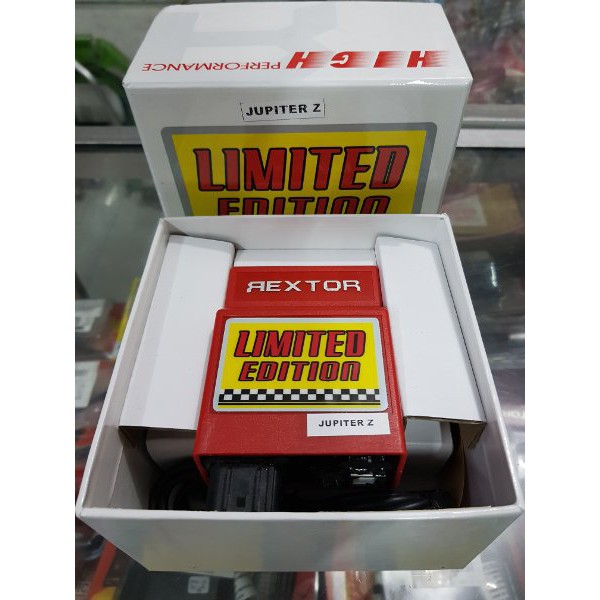 HIGH
PERFORMANCE
JUPITER Z
LIMITED
EDITION
REXTOR
LIMITED
EDITION
JUPITER Z